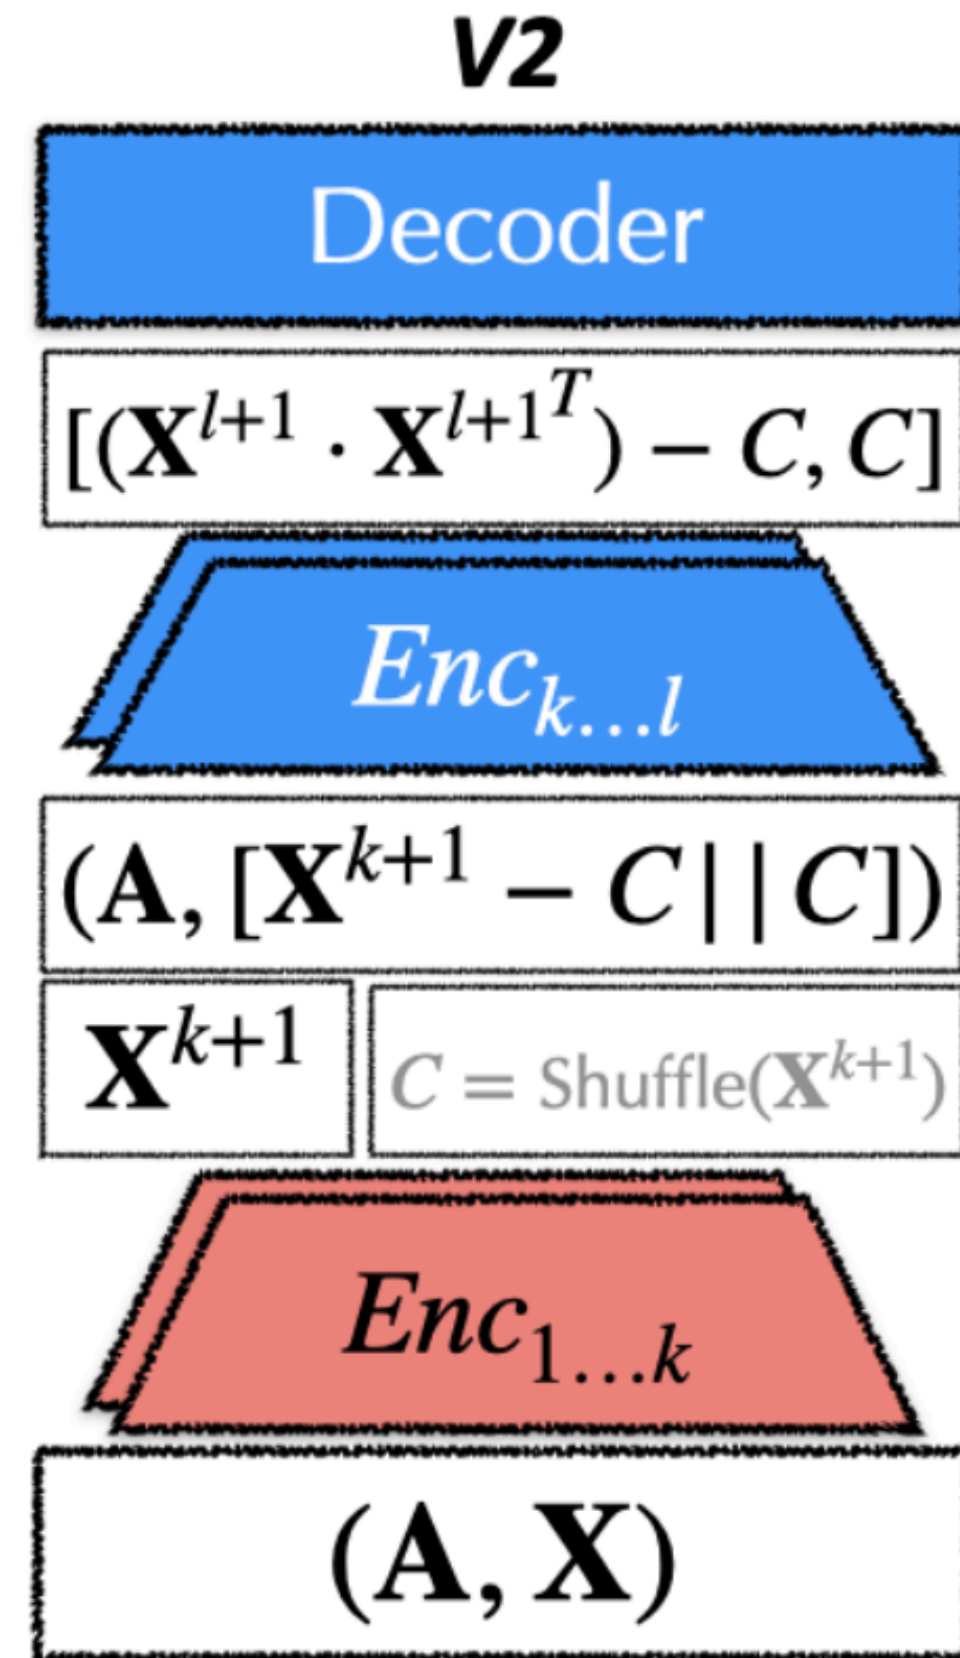 V2
Decoder
[(X^{l+1} · X^{l+1^T}) − C, C]
Enc_{k…l}
(A, [X^{k+1} − C||C])
X^{k+1} C = Shuffle(X^{k+1})
Enc_{1…k}
(A, X)